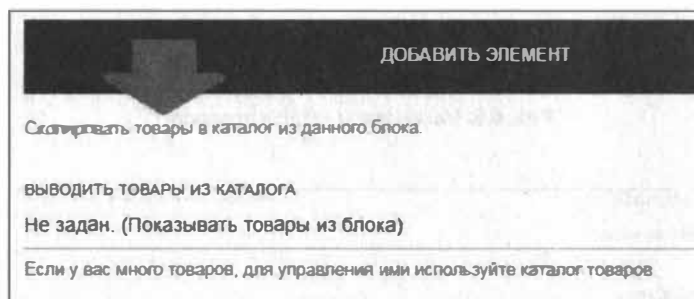 ДОБАВИТЬ ЭЛЕМЕНТ
Скопировать товары в каталог из данного блока.
ВЫВОДИТЬ ТОВАРЫ ИЗ КАТАЛОГА
Не задан. (Показывать товары из блока)
Если у вас много товаров, для управления ими используйте каталог товаров